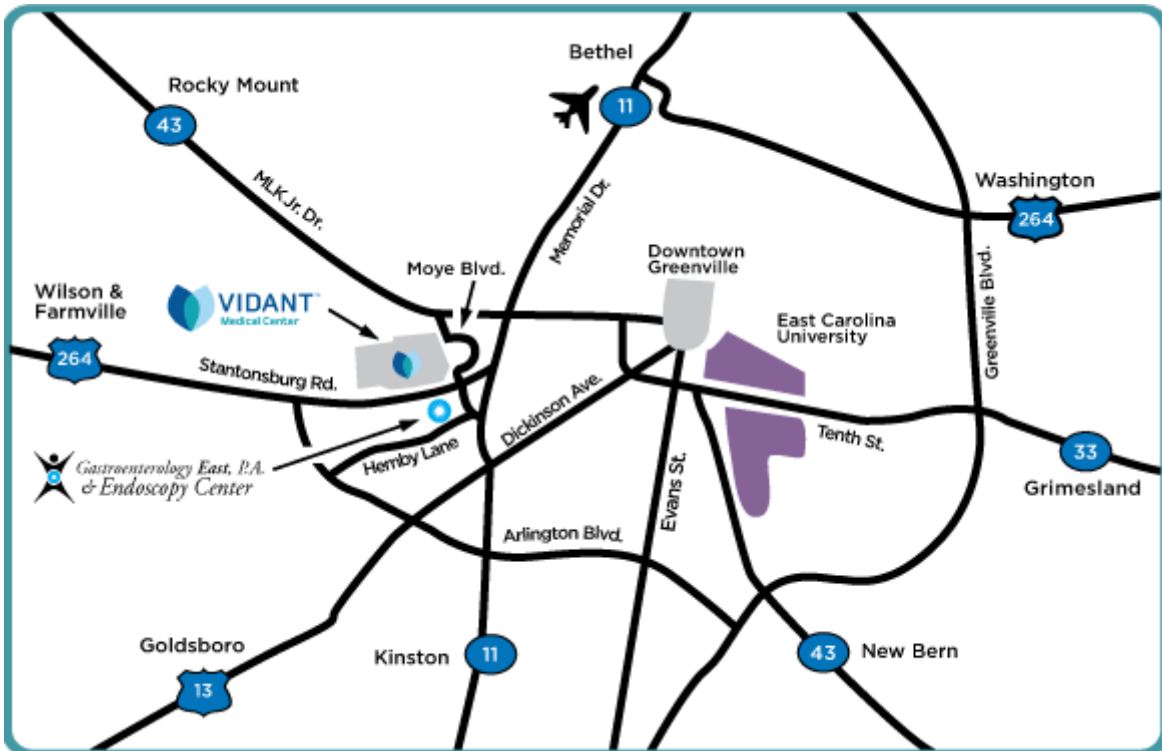 Bethel
11
Rocky Mount
43
MLK Jr. Dr.
Memorial Dr.
Washington
264
Downtown
Greenville
Moye Blvd.
Wilson &
Farmville
264
VIDANT™
Medical Center
East Carolina
University
Greenville Blvd.
Stantonsburg Rd.
Dickinson Ave.
Tenth St.
33
Grimesland
Hemby Lane
Gastroenterology East, P.A.
& Endoscopy Center
Evans St.
Arlington Blvd.
Goldsboro
13
Kinston
11
43
New Bern